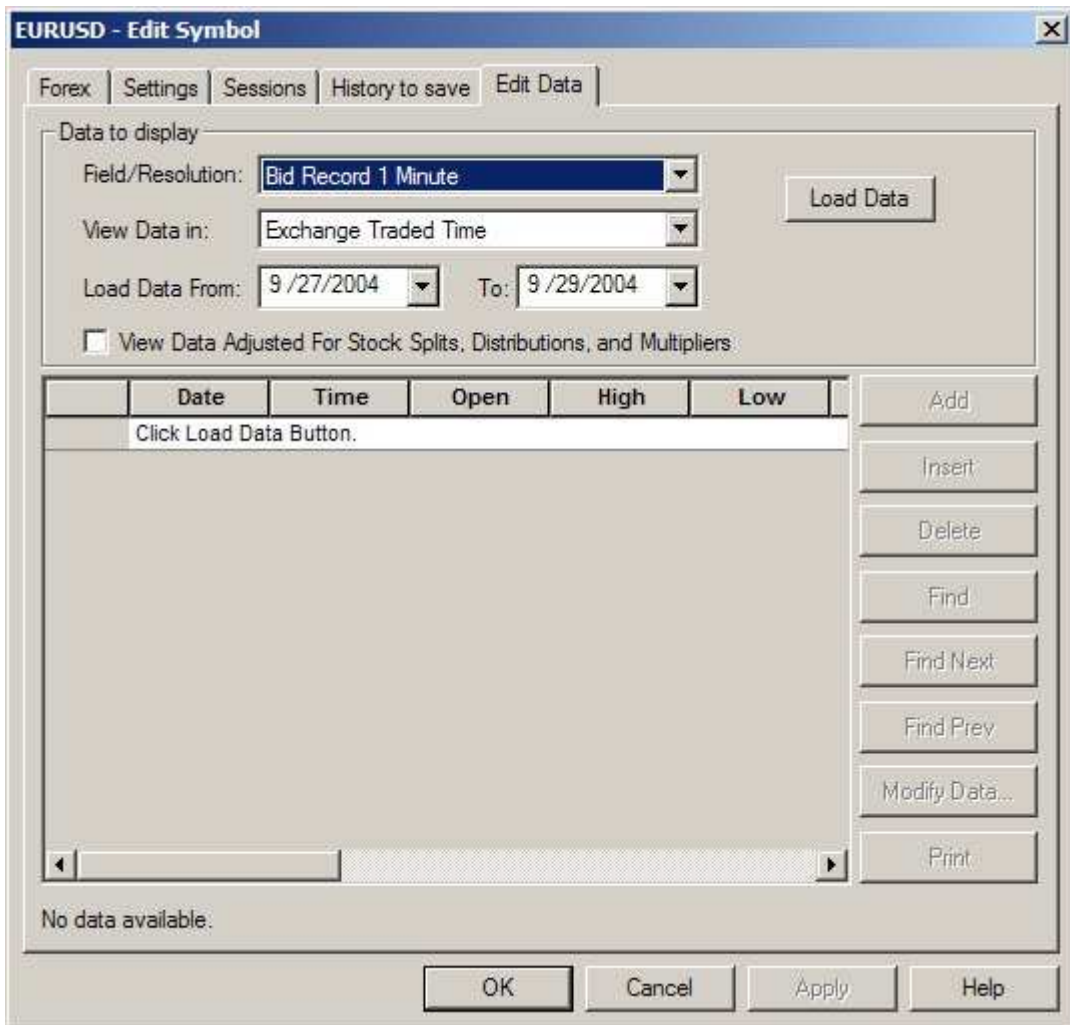 EURUSD - Edit Symbol
Forex Settings Sessions History to save Edit Data
Data to display
Field/Resolution: Bid Record 1 Minute
Load Data
View Data in: Exchange Traded Time
Load Data From: 9 /27/2004 To: 9 /29/2004
View Data Adjusted For Stock Splits, Distributions, and Multipliers
Date Time Open High Low
Click Load Data Button.
Add
Insert
Delete
Find
Find Next
Find Prev
Modify Data...
Print
No data available.
OK Cancel Apply Help